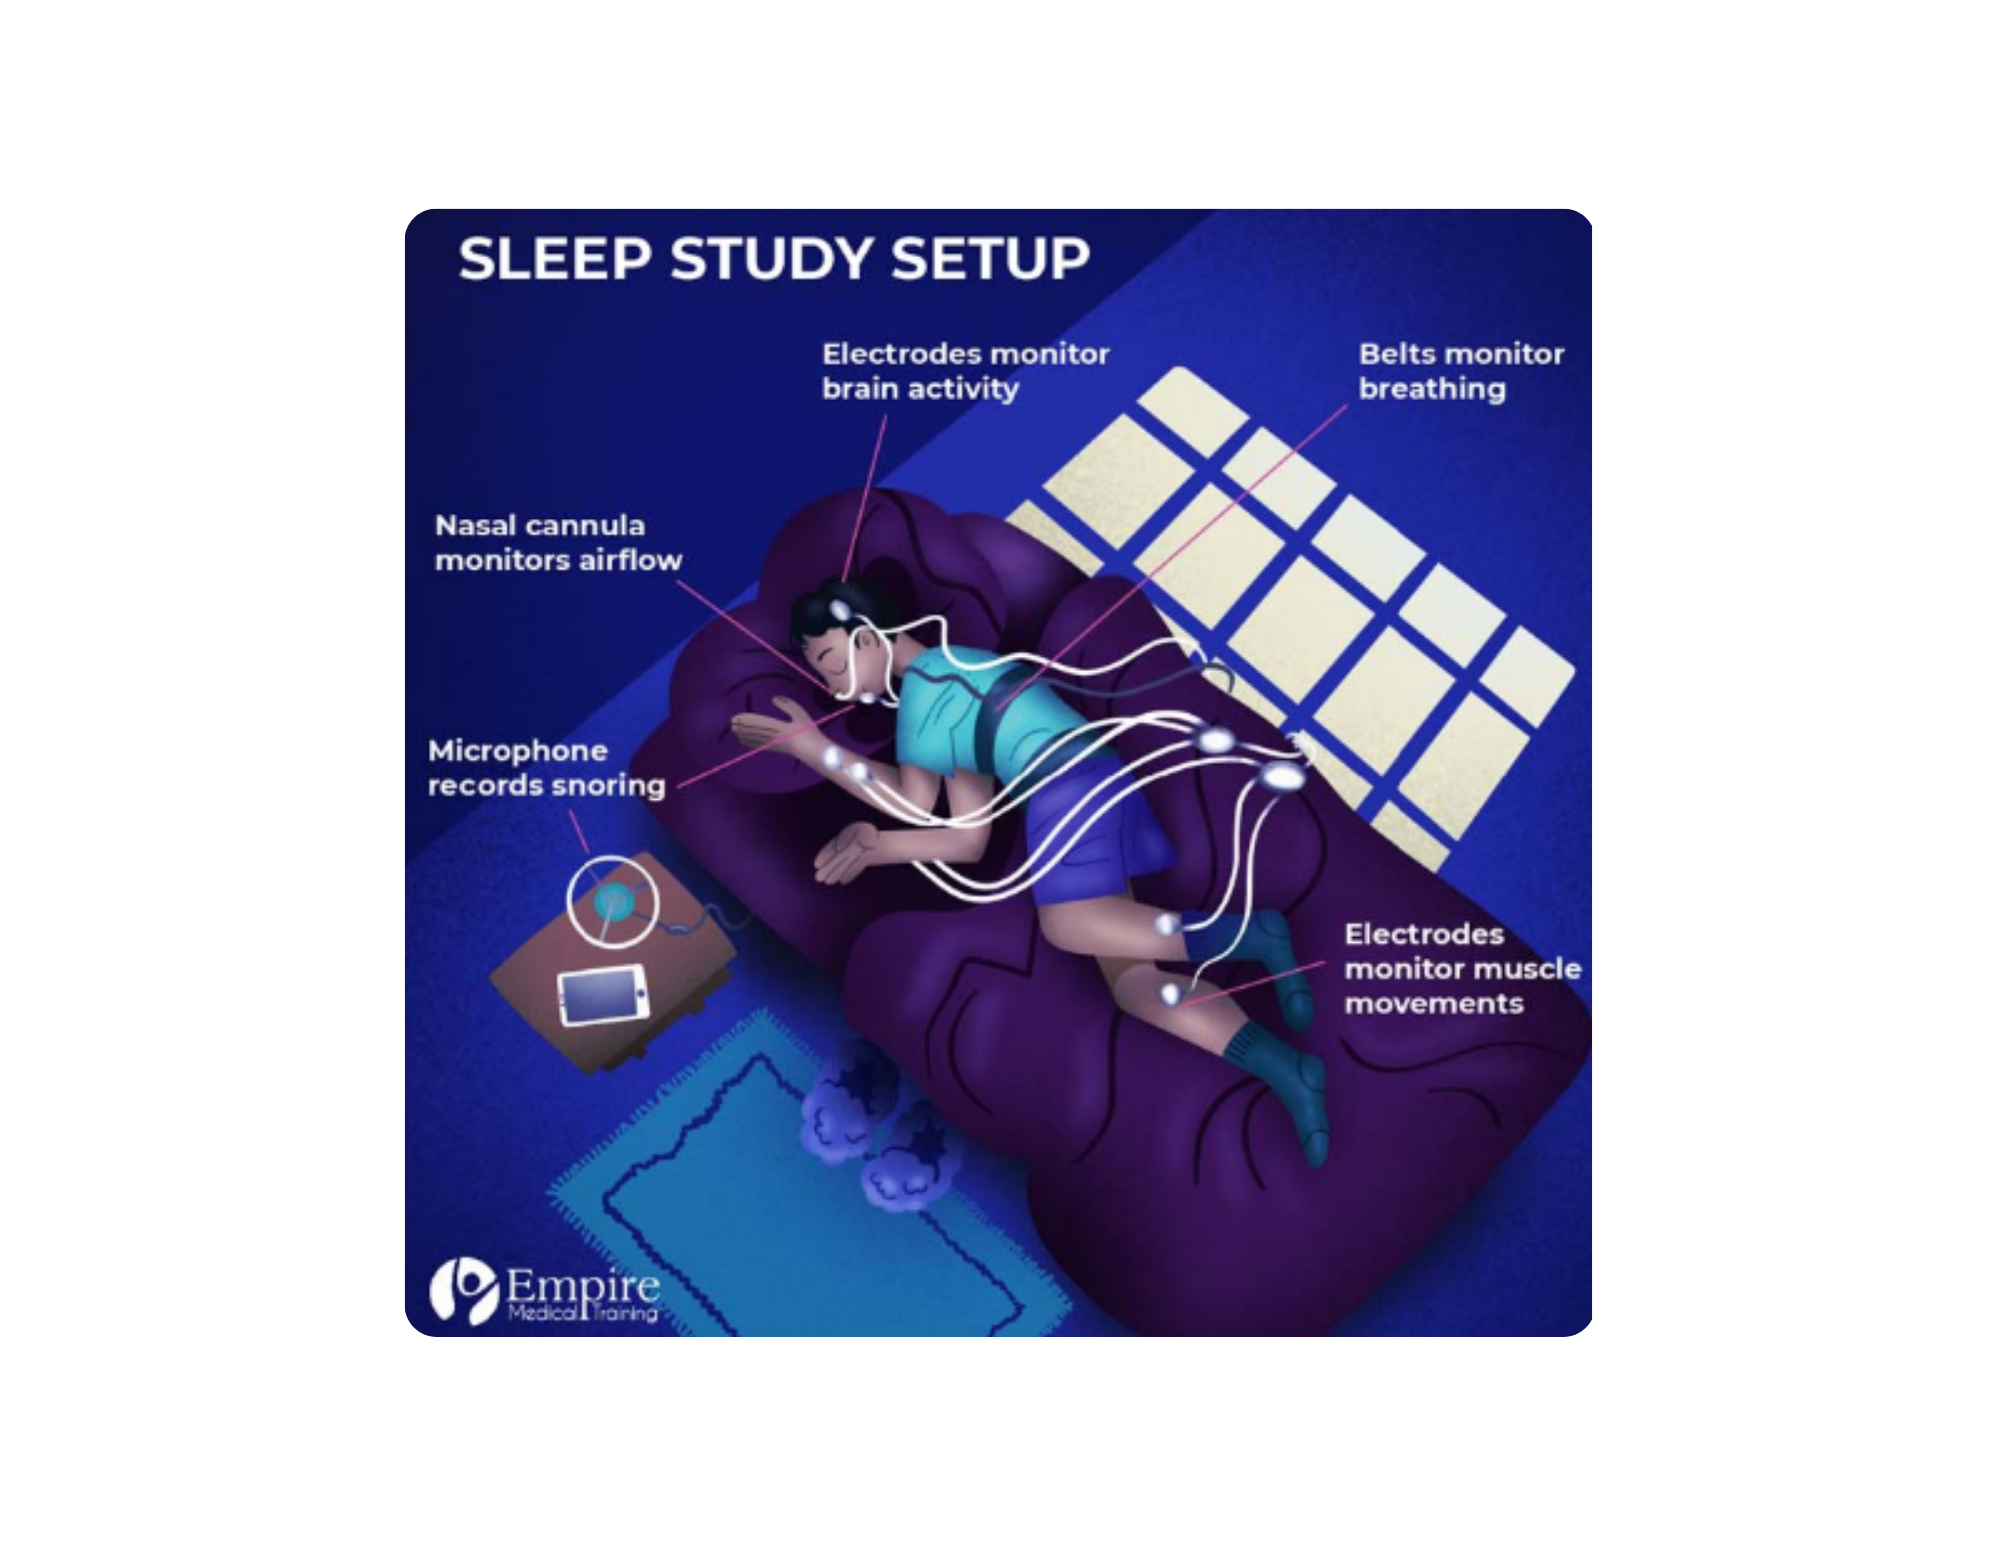 SLEEP STUDY SETUP
Electrodes monitor
brain activity
Belts monitor
breathing
Nasal cannula
monitors airflow
Microphone
records snoring
Electrodes
monitor muscle
movements
Empire
Medical Training